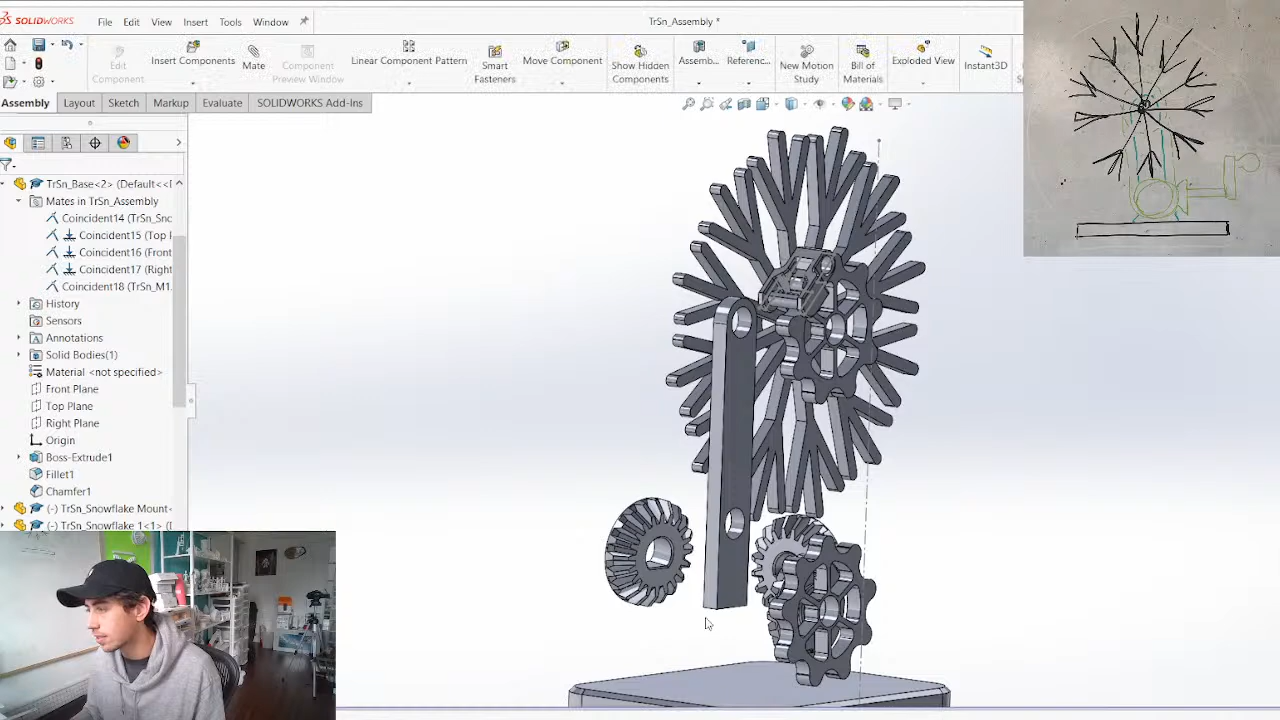 SOLIDWORKS
File Edit View Insert Tools Window
TrSn_Assembly *
Edit Component
Insert Components
Mate
Component Preview Window
Linear Component Pattern
Smart Fasteners
Move Component
Show Hidden Components
Assemb...
Referenc...
New Motion Study
Bill of Materials
Exploded View
Instant3D
Assembly Layout Sketch Markup Evaluate SOLIDWORKS Add-Ins
TrSn_Base<2> (Default<<
Mates in TrSn_Assembly
Coincident14 (TrSn_Sno
Coincident15 (Top
Coincident16 (Front
Coincident17 (Right
Coincident18 (TrSn_M1.
History
Sensors
Annotations
Solid Bodies(1)
Material <not specified>
Front Plane
Top Plane
Right Plane
Origin
Boss-Extrude1
Fillet1
Chamfer1
(-) TrSn_Snowflake Mount<
(-) TrSn_Snowflake 1<1>